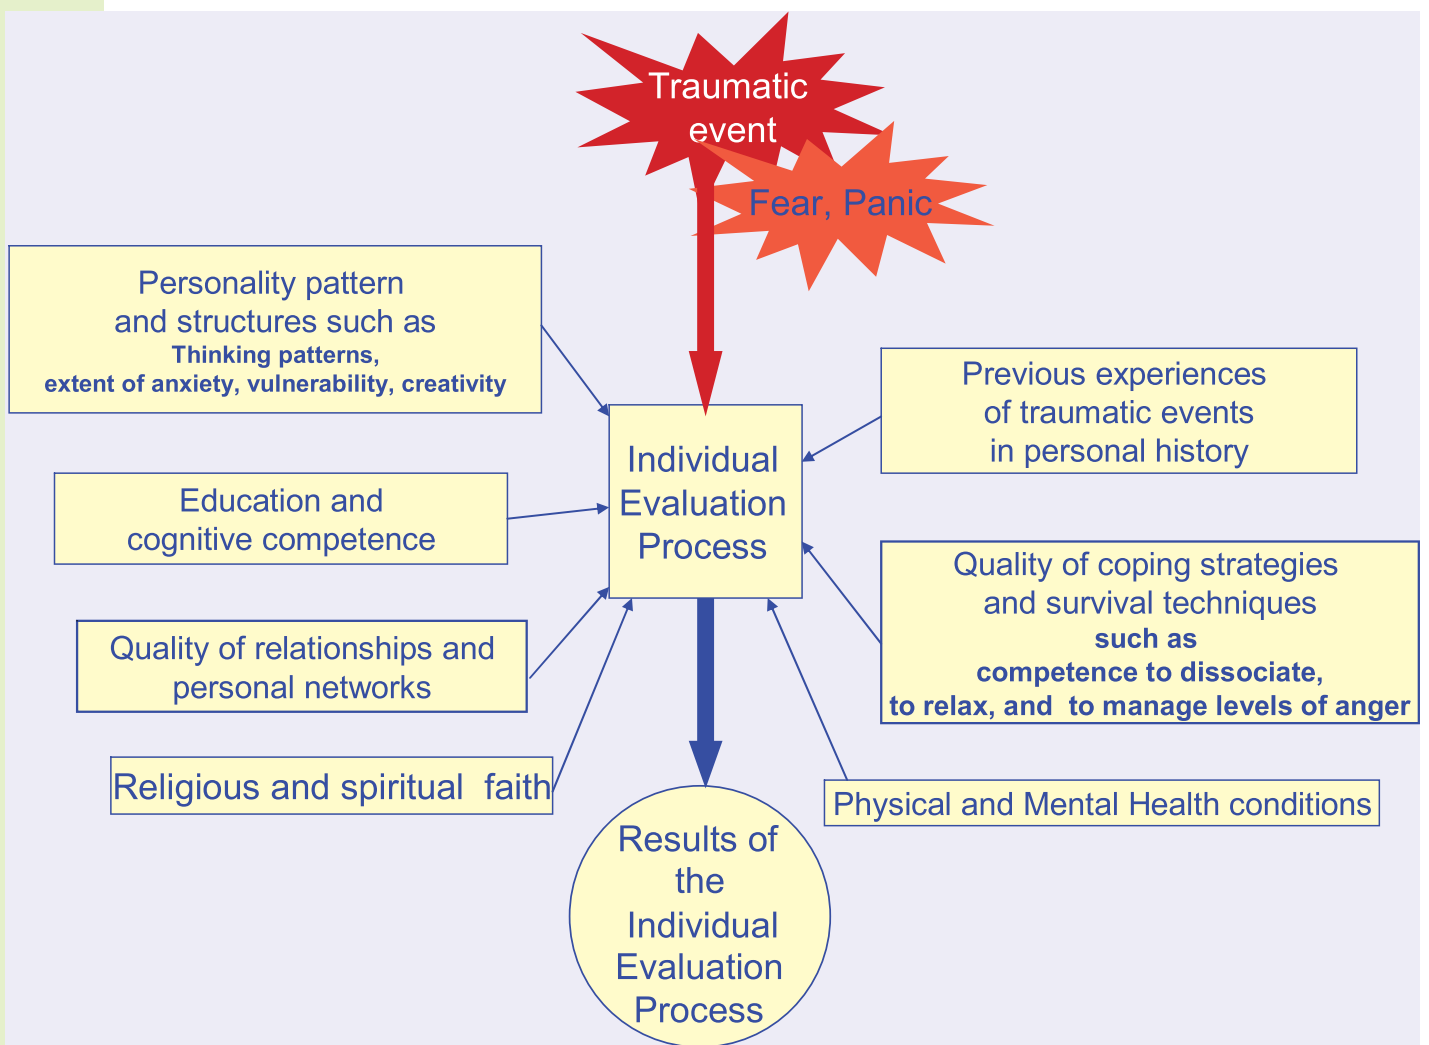 Traumatic
event
Fear, Panic
Personality pattern
and structures such as
Thinking patterns,
extent of anxiety, vulnerability, creativity
Previous experiences
of traumatic events
in personal history
Individual
Evaluation
Process
Education and
cognitive competence
Quality of coping strategies
and survival techniques
such as
competence to dissociate,
to relax, and  to manage levels of anger
Quality of relationships and
personal networks
Religious and spiritual  faith
Physical and Mental Health conditions
Results of
the
Individual
Evaluation
Process